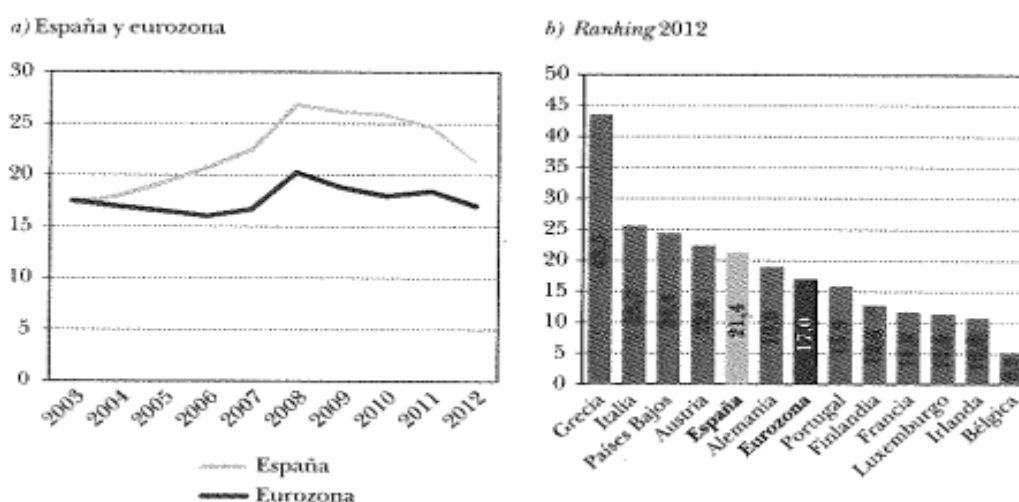 a) España y eurozona
30
25
20
15
10
5
0
2003
2004
2005
2006
2007
2008
2009
2010
2011
2012
España
Eurozona
b) Ranking 2012
50
45
40
35
30
25
20
15
10
5
0
21,4
17,0
Grecia
Italia
Países Bajos
Austria
España
Alemania
Eurozona
Portugal
Finlandia
Francia
Luxemburgo
Irlanda
Bélgica